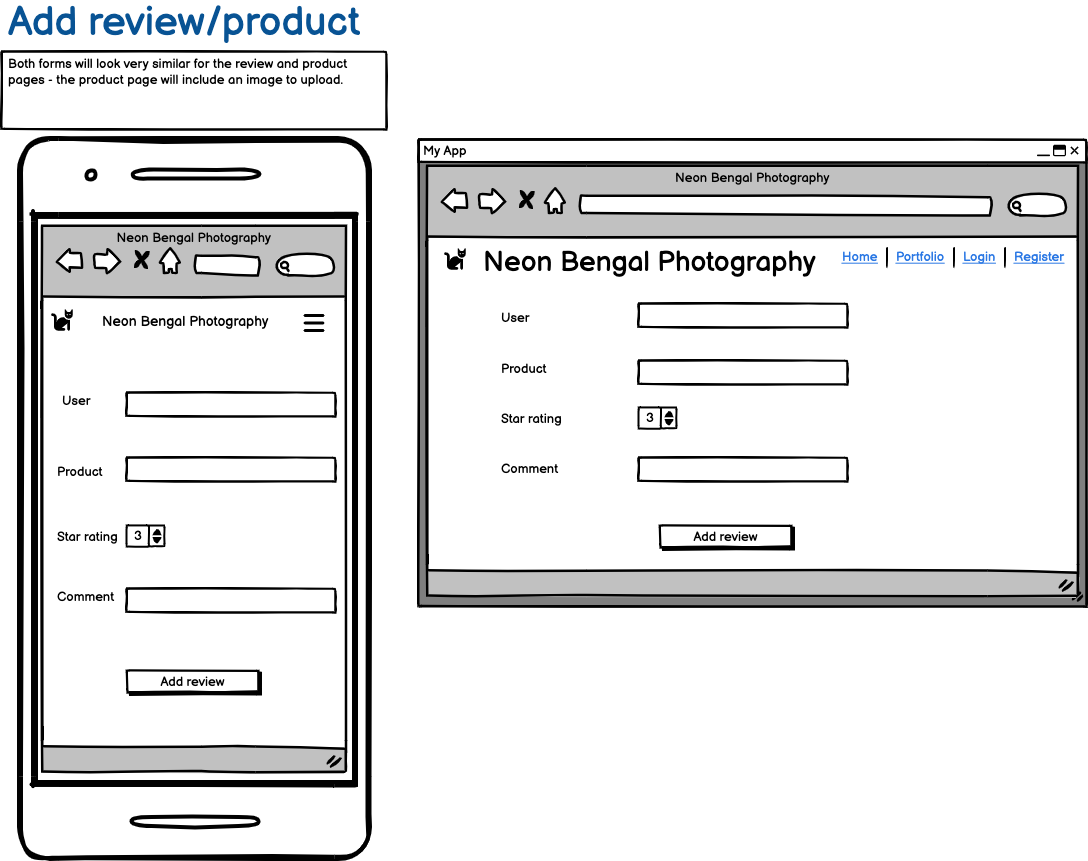 Add review/product
Both forms will look very similar for the review and product
pages - the product page will include an image to upload.
Neon Bengal Photography
Neon Bengal Photography
User
Product
Star rating 3
Comment
Add review
My App
Neon Bengal Photography
Neon Bengal Photography Home Portfolio Login Register
User
Product
Star rating 3
Comment
Add review